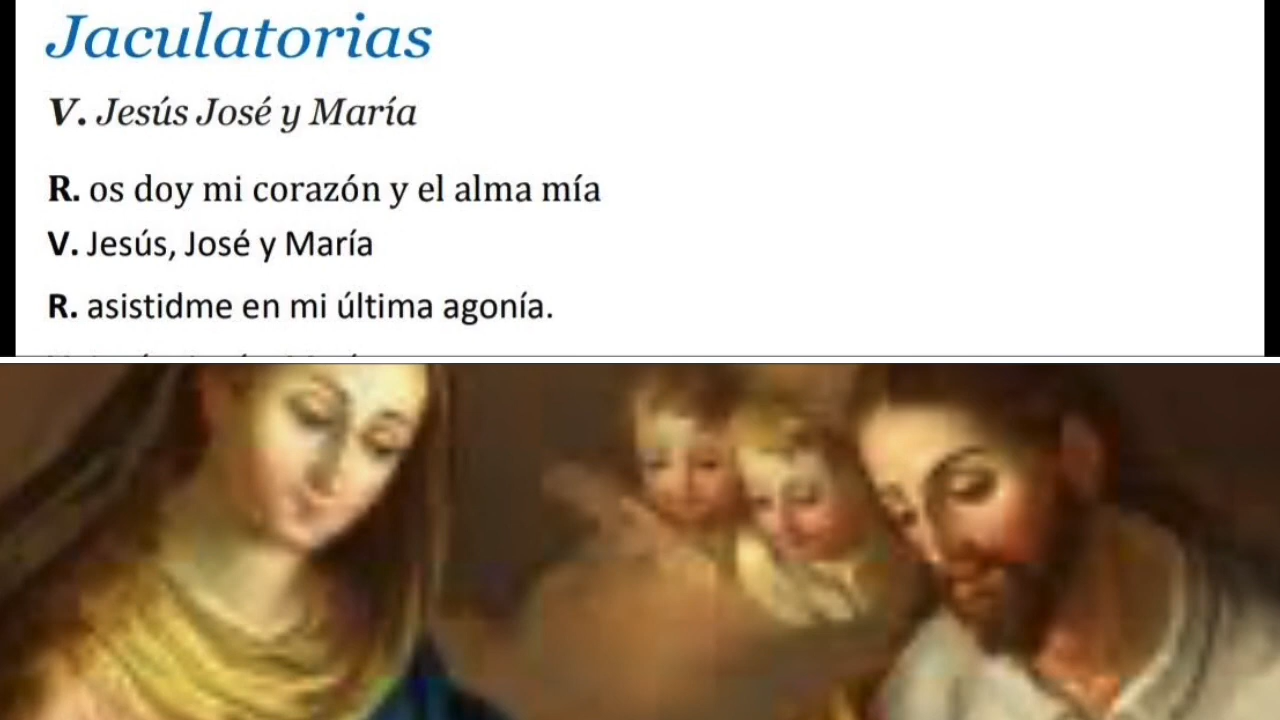 Jaculatorias
V. Jesús José y María
R. os doy mi corazón y el alma mía
V. Jesús, José y María
R. asistidme en mi última agonía.